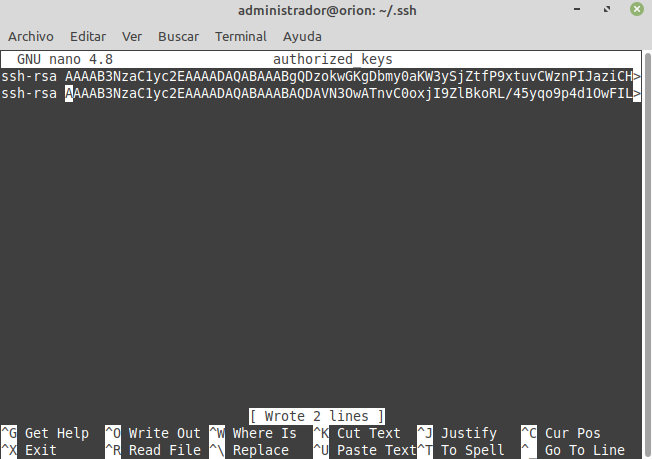 administrador@orion: ~/.ssh
Archivo Editar Ver Buscar Terminal Ayuda
GNU nano 4.8 authorized_keys
ssh-rsa AAAAB3NzaC1yc2EAAAADAQABAAABgQDzokwGKgDbmy0aKW3ySjZtfP9xtuvCWznPIJaziCH>
ssh-rsa AAAAB3NzaC1yc2EAAAADAQABAAABAQDAVN3OwATnvC0oxjI9ZlBkoRL/45yqo9p4d1OwFIL>
[ Wrote 2 lines ]
^G Get Help ^O Write Out ^W Where Is ^K Cut Text ^J Justify ^C Cur Pos
^X Exit ^R Read File ^\ Replace ^U Paste Text ^T To Spell ^_ Go To Line